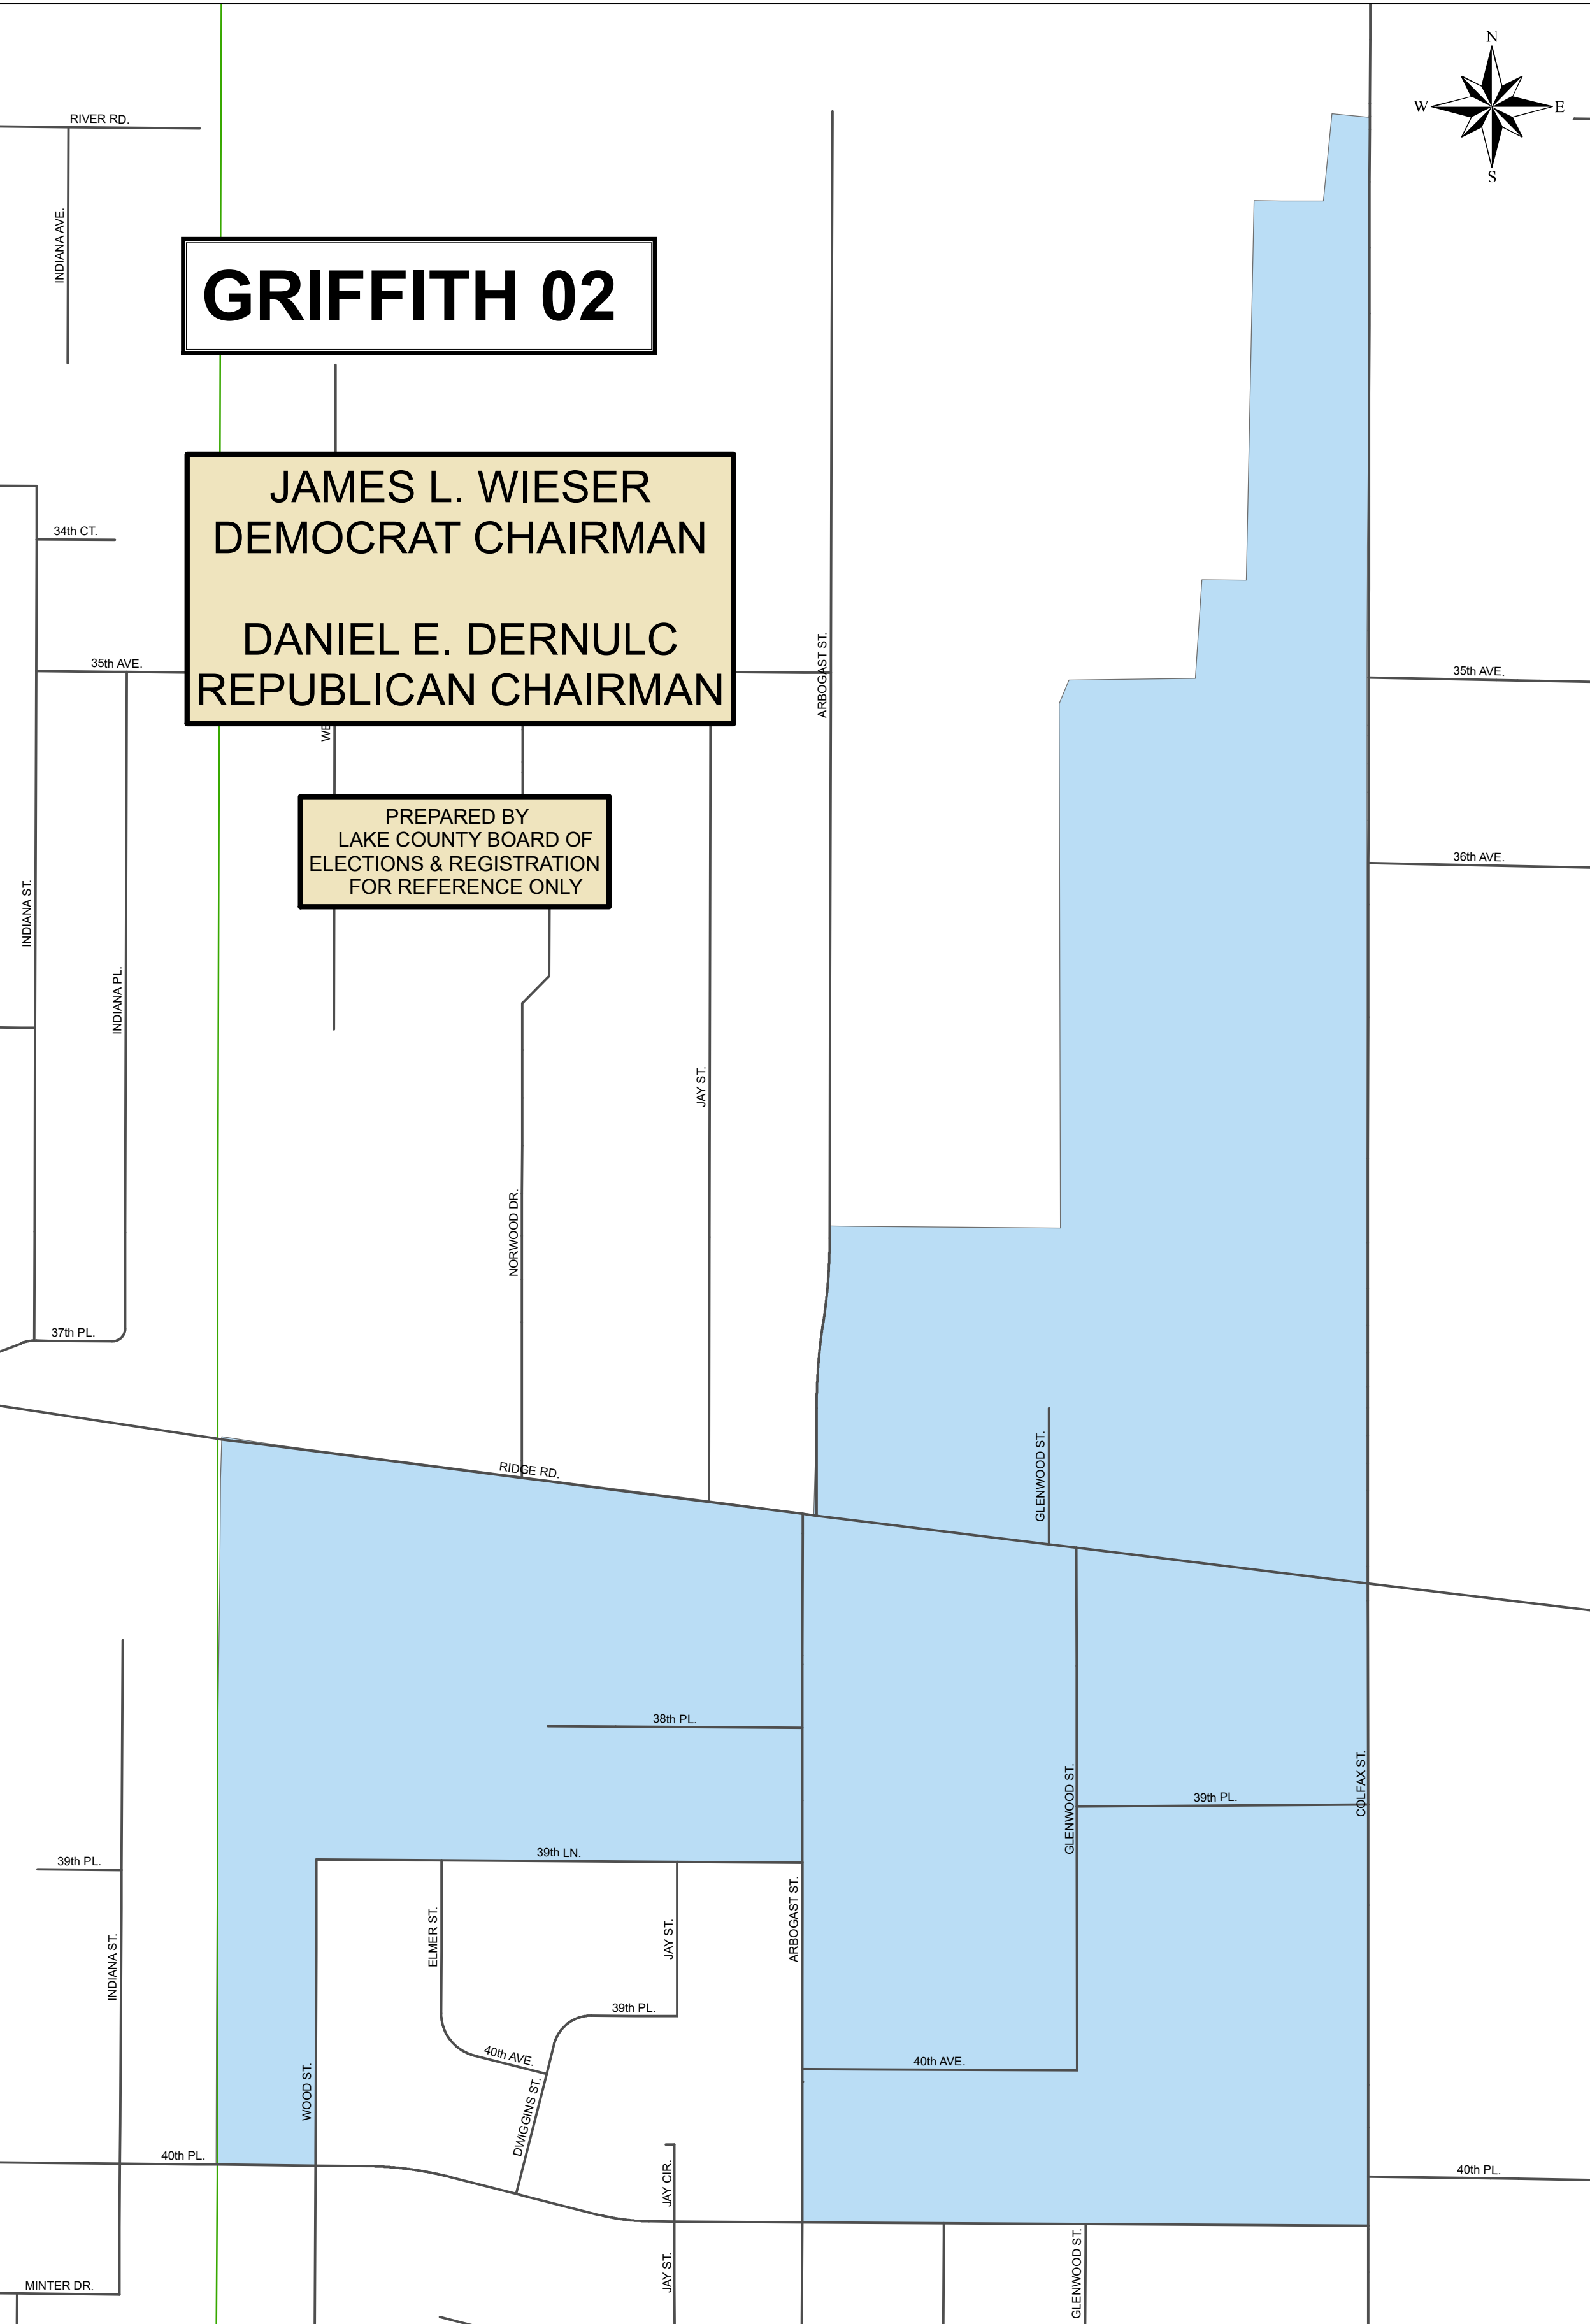 N
W
E
S
RIVER RD.
INDIANA AVE.
GRIFFITH 02
JAMES L. WIESER
DEMOCRAT CHAIRMAN
DANIEL E. DERNULC
REPUBLICAN CHAIRMAN
34th CT.
35th AVE.
ARBOGAST ST.
35th AVE.
WE
PREPARED BY
LAKE COUNTY BOARD OF
ELECTIONS & REGISTRATION
FOR REFERENCE ONLY
36th AVE.
INDIANA ST.
INDIANA PL.
JAY ST.
NORWOOD DR.
37th PL.
RIDGE RD.
GLENWOOD ST.
38th PL.
GLENWOOD ST.
COLFAX ST.
39th PL.
39th LN.
39th PL.
INDIANA ST.
ELMER ST.
JAY ST.
ARBOGAST ST.
39th PL.
40th AVE.
40th AVE.
WOOD ST.
DWIGGINS ST.
40th PL.
JAY CIR.
40th PL.
JAY ST.
GLENWOOD ST.
MINTER DR.